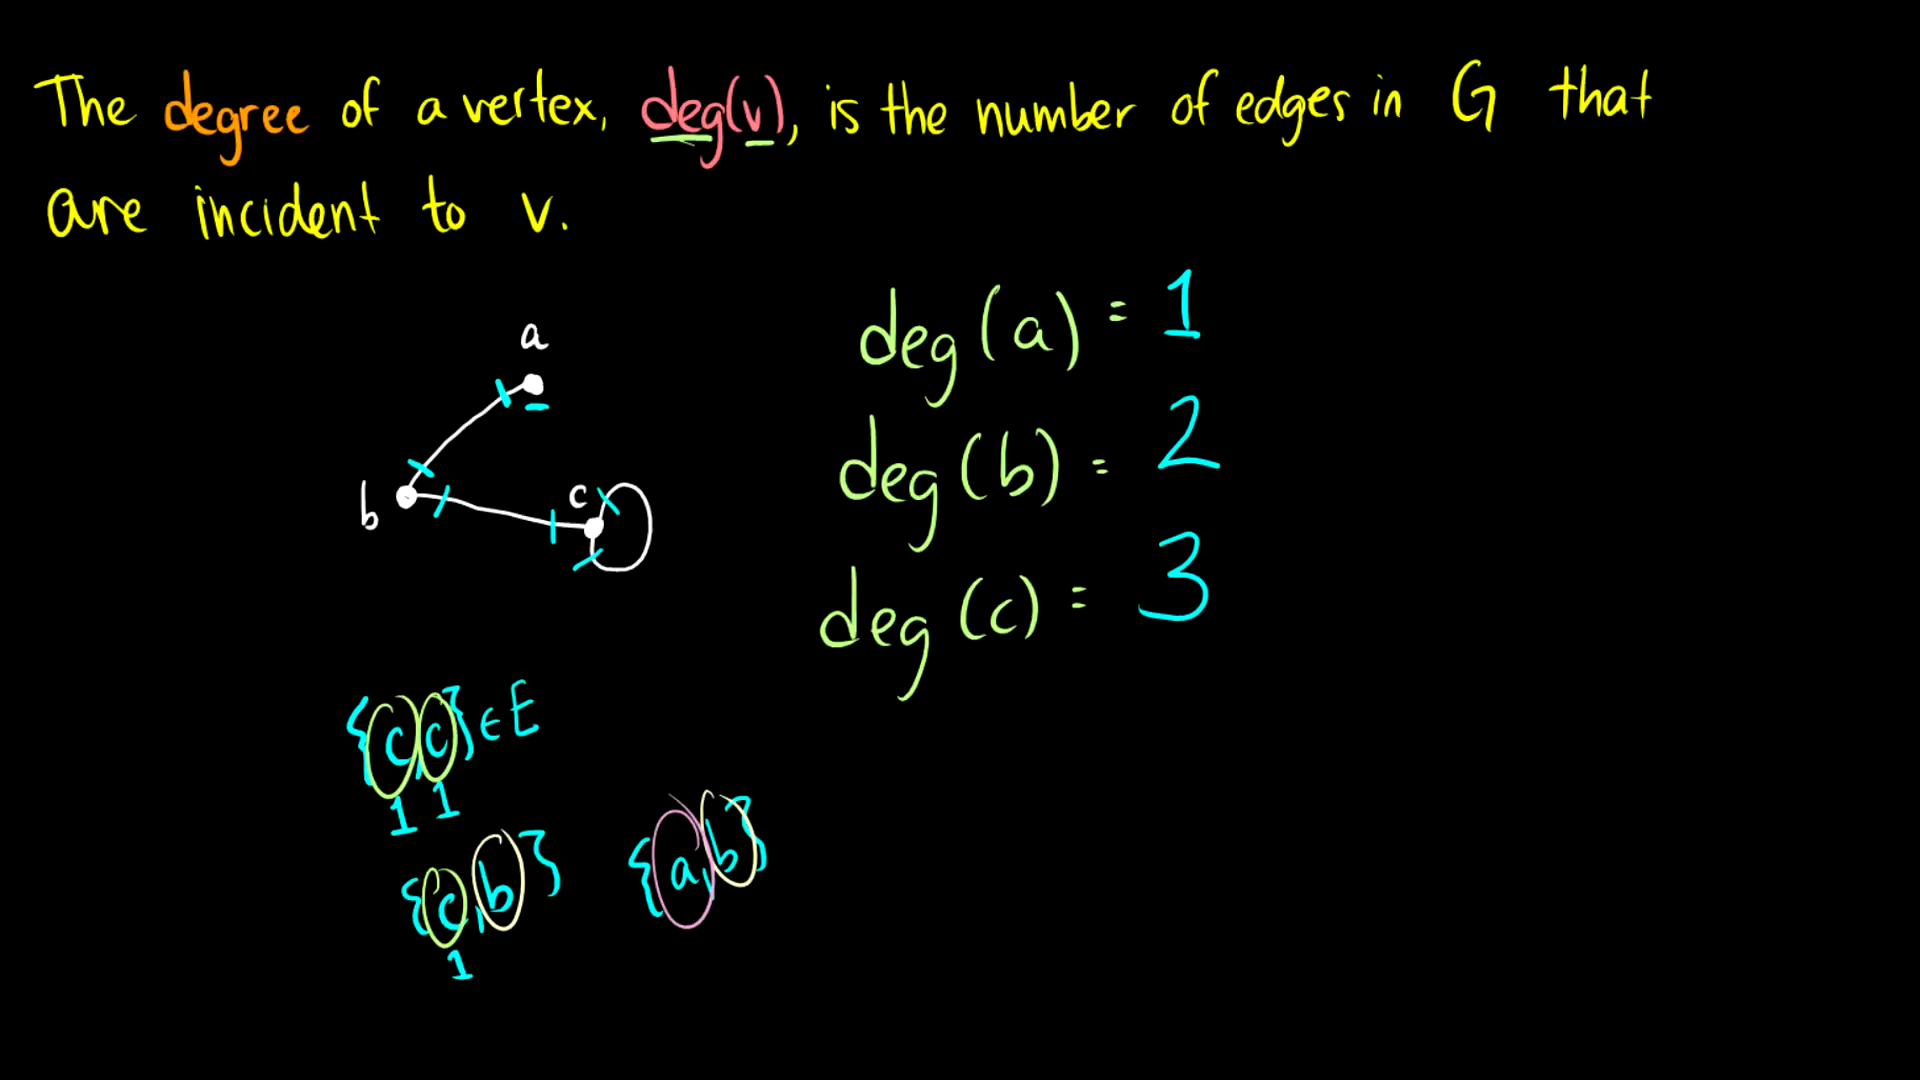 The degree of a vertex, deg(v), is the number of edges in G that
are incident to v.
a
b
c
deg(a) = 1
deg(b) = 2
deg(c) = 3
{c,c} ∈ E
1 1
{c,b} {a,b}
1